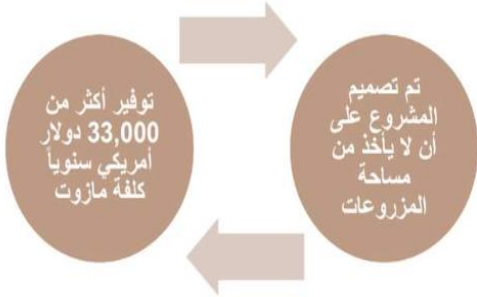 تم تصميم
المشروع على
أن لا يأخذ من
مساحة
المزروعات
توفير أكثر من
33,000 دولار
أمريكي سنوياً
كلفة مازوت